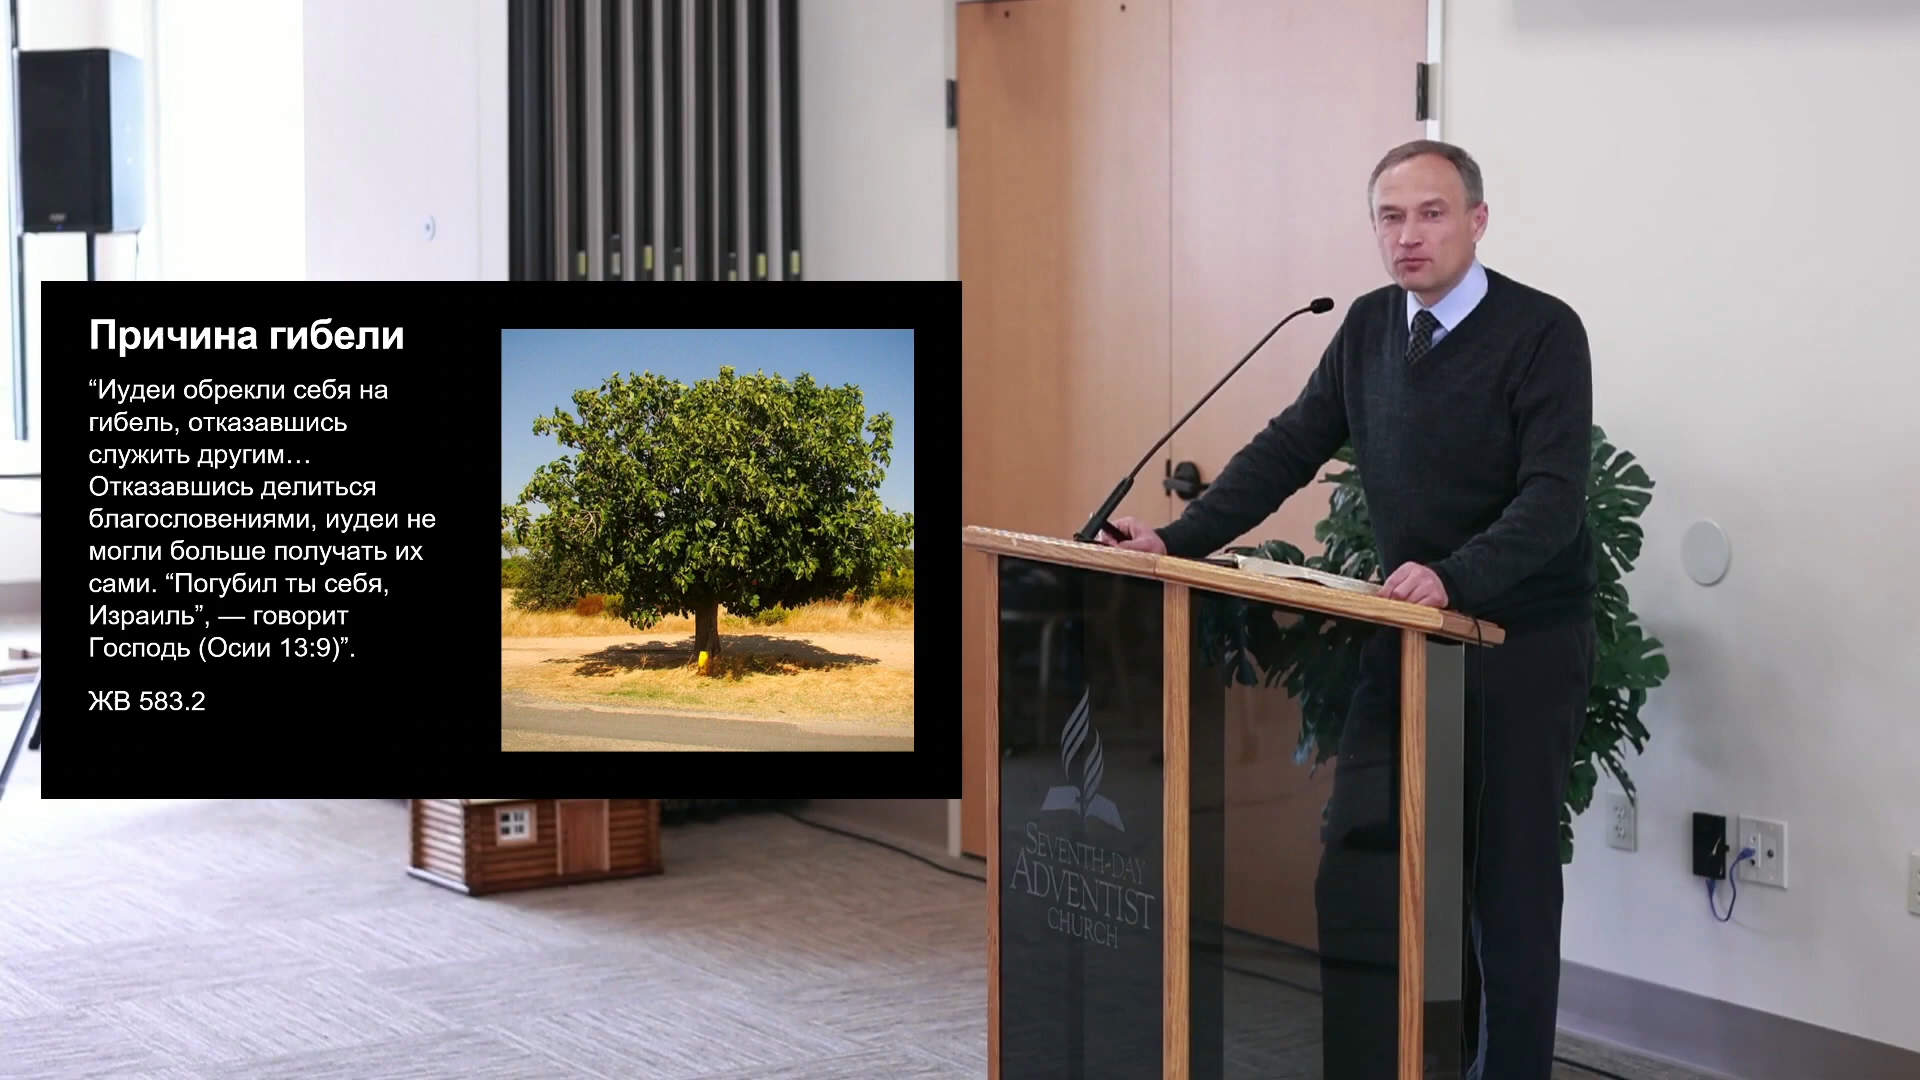 Причина гибели
“Иудеи обрекли себя на
гибель, отказавшись
служить другим…
Отказавшись делиться
благословениями, иудеи не
могли больше получать их
сами. “Погубил ты себя,
Израиль”, — говорит
Господь (Осии 13:9)”.
ЖВ 583.2
SEVENTH-DAY
ADVENTIST
CHURCH